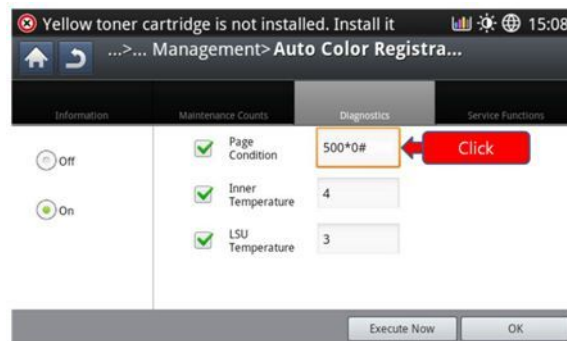 Yellow toner cartridge is not installed. Install it 15:08
...>... Management> Auto Color Registra...
Information Maintenance Counts Diagnostics Service Functions
Off
On
Page
Condition
500*0#
Click
Inner
Temperature
4
LSU
Temperature
3
Execute Now OK